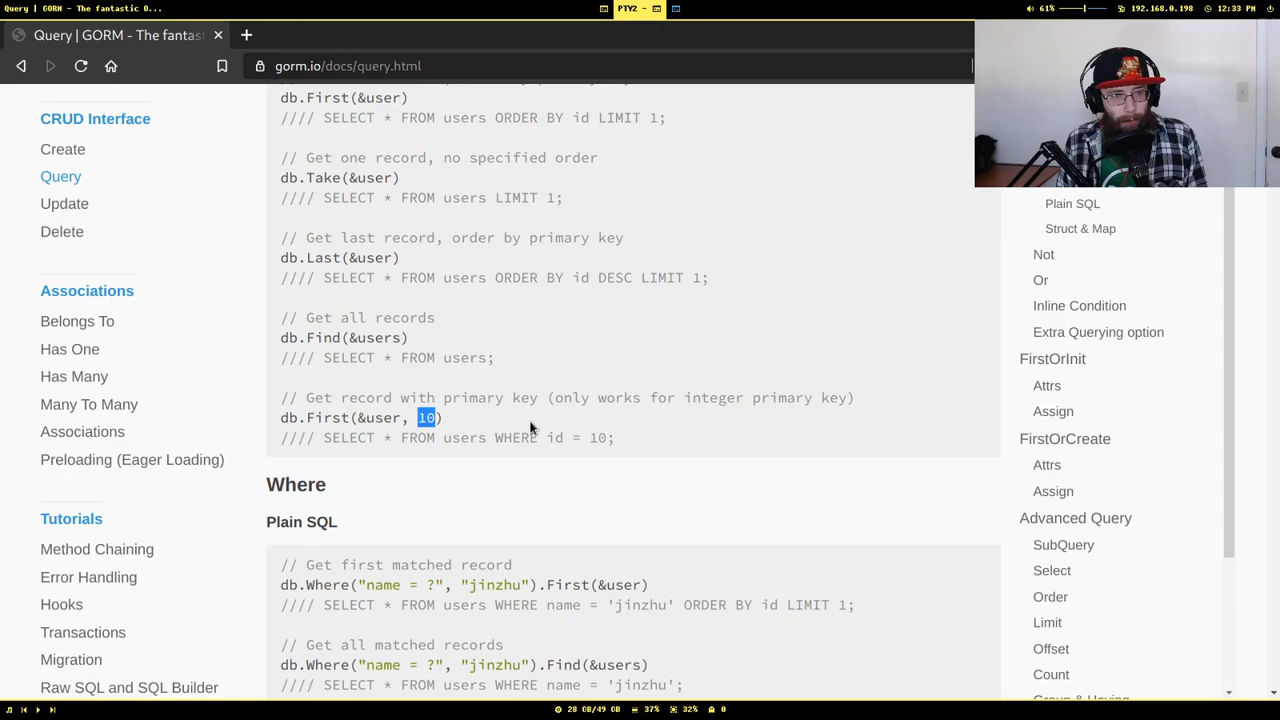 Query | GORM - The fantastic O...
PTY2 -
61%
192.168.0.198
12:33 PM
Query | GORM - The fantast
gorm.io/docs/query.html
CRUD Interface
Create
Query
Update
Delete
Associations
Belongs To
Has One
Has Many
Many To Many
Associations
Preloading (Eager Loading)
Tutorials
Method Chaining
Error Handling
Hooks
Transactions
Migration
Raw SQL and SQL Builder
db.First(&user)
//// SELECT * FROM users ORDER BY id LIMIT 1;
// Get one record, no specified order
db.Take(&user)
//// SELECT * FROM users LIMIT 1;
// Get last record, order by primary key
db.Last(&user)
//// SELECT * FROM users ORDER BY id DESC LIMIT 1;
// Get all records
db.Find(&users)
//// SELECT * FROM users;
// Get record with primary key (only works for integer primary key)
db.First(&user, 10)
//// SELECT * FROM users WHERE id = 10;
Where
Plain SQL
// Get first matched record
db.Where("name = ?", "jinzhu").First(&user)
//// SELECT * FROM users WHERE name = 'jinzhu' ORDER BY id LIMIT 1;
// Get all matched records
db.Where("name = ?", "jinzhu").Find(&users)
//// SELECT * FROM users WHERE name = 'jinzhu';
Plain SQL
Struct & Map
Not
Or
Inline Condition
Extra Querying option
FirstOrInit
Attrs
Assign
FirstOrCreate
Attrs
Assign
Advanced Query
SubQuery
Select
Order
Limit
Offset
Count
Group & Having
28 GB/49 GB
37%
32%
0